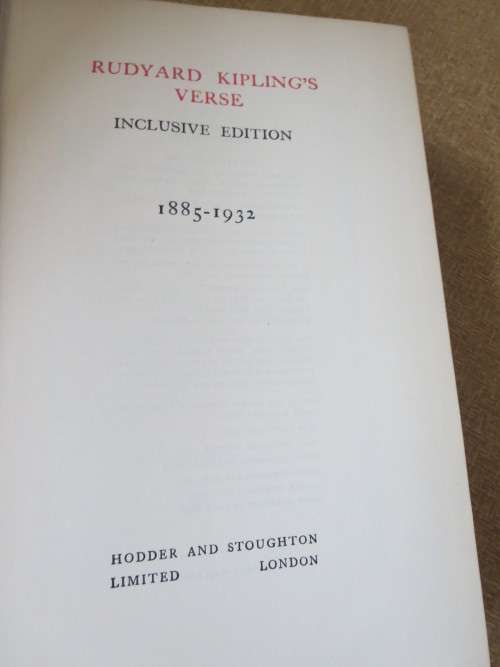 RUDYARD KIPLING'S
VERSE
INCLUSIVE EDITION
1885-1932
HODDER AND STOUGHTON
LIMITED LONDON